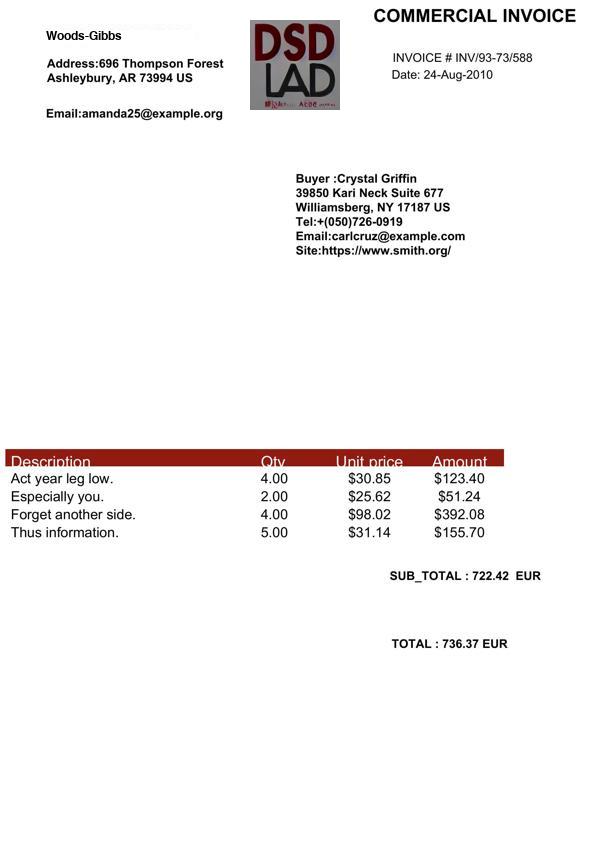 COMMERCIAL INVOICE
Woods-Gibbs
Address:696 Thompson Forest
Ashleybury, AR 73994 US
Email:amanda25@example.org
DSD
LAD
INVOICE # INV/93-73/588
Date: 24-Aug-2010
Buyer :Crystal Griffin
39850 Kari Neck Suite 677
Williamsberg, NY 17187 US
Tel:+(050)726-0919
Email:carlcruz@example.com
Site:https://www.smith.org/
Description Qty Unit price Amount
Act year leg low. 4.00 $30.85 $123.40
Especially you. 2.00 $25.62 $51.24
Forget another side. 4.00 $98.02 $392.08
Thus information. 5.00 $31.14 $155.70
SUB_TOTAL : 722.42 EUR
TOTAL : 736.37 EUR